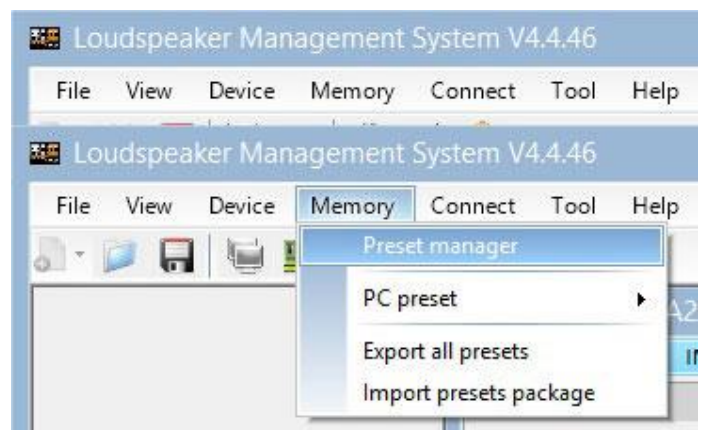 Loudspeaker Management System V4.4.46
File View Device Memory Connect Tool Help
Loudspeaker Management System V4.4.46
File View Device Memory Connect Tool Help
Preset manager
PC preset
Export all presets
Import presets package